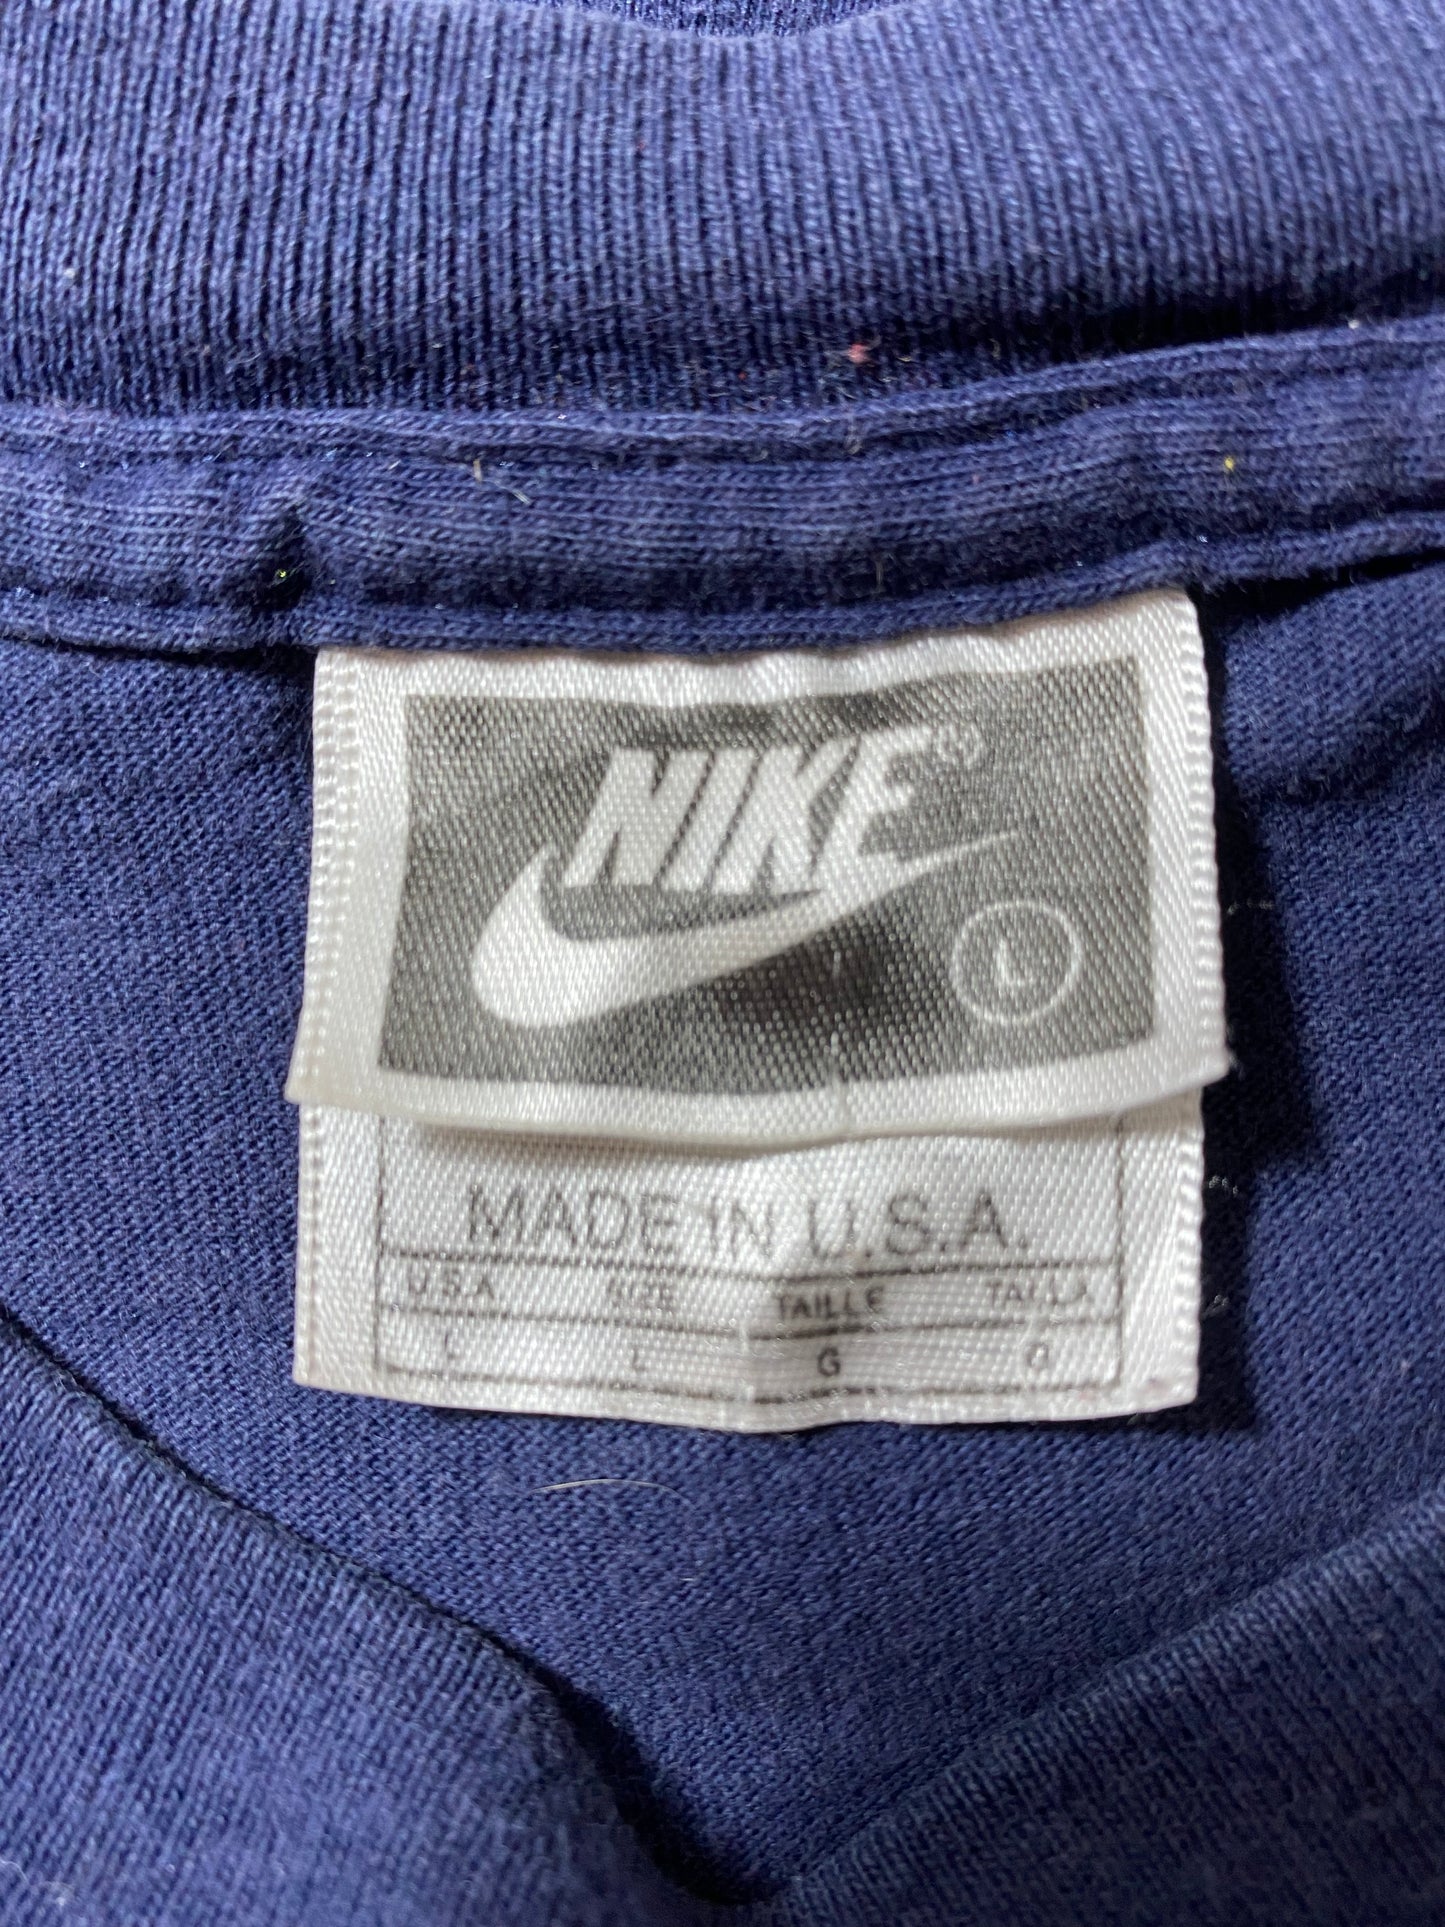 NIKE®
L
MADE IN U.S.A.
U.S.A SIZE TAILLE TALLA
L L G G